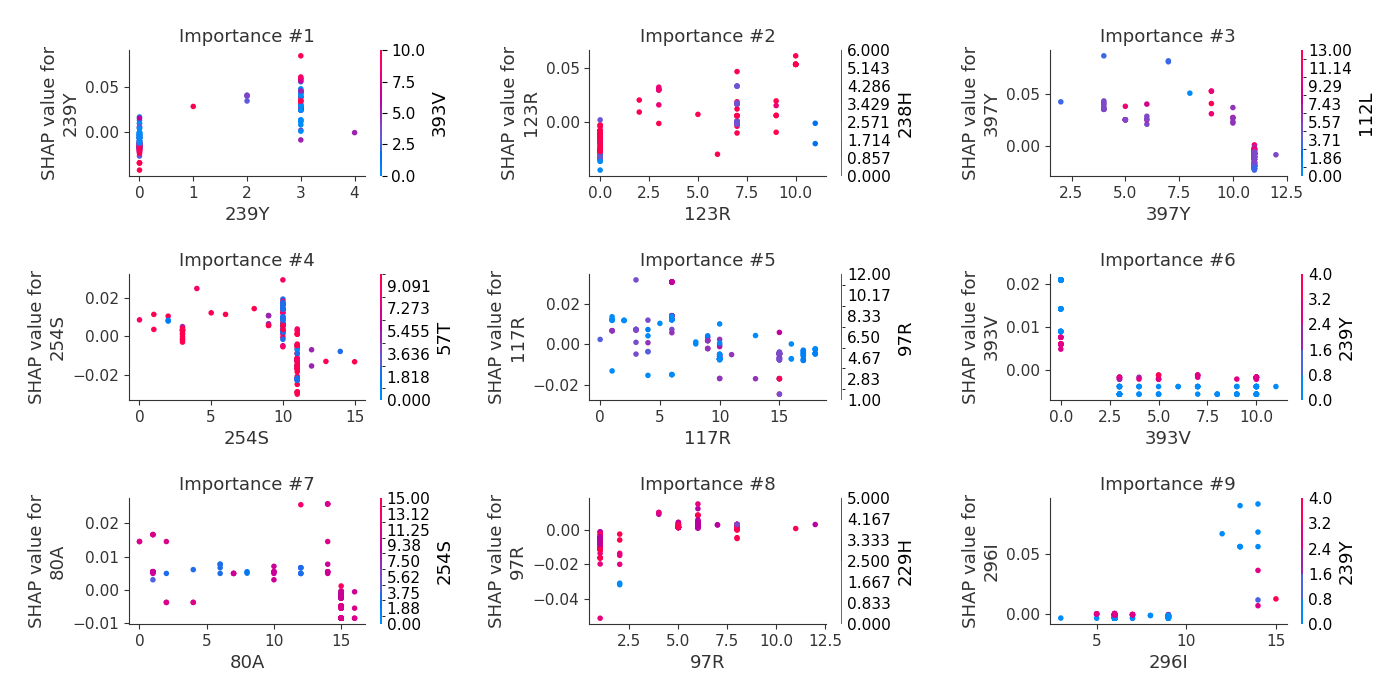 Importance #1
SHAP value for
239Y
0.05
0.00
0
1
2
3
4
239Y
10.0
7.5
5.0
2.5
0.0
393V
Importance #2
SHAP value for
123R
0.05
0.00
0.0
2.5
5.0
7.5
10.0
123R
6.000
5.143
4.286
3.429
2.571
1.714
0.857
0.000
238H
Importance #3
SHAP value for
397Y
0.05
0.00
2.5
5.0
7.5
10.0
12.5
397Y
13.00
11.14
9.29
7.43
5.57
3.71
1.86
0.00
112L
Importance #4
SHAP value for
254S
0.02
0.00
−0.02
0
5
10
15
254S
9.091
7.273
5.455
3.636
1.818
0.000
57T
Importance #5
SHAP value for
117R
0.02
0.00
−0.02
0
5
10
15
117R
12.00
10.17
8.33
6.50
4.67
2.83
1.00
97R
Importance #6
SHAP value for
393V
0.02
0.01
0.00
0.0
2.5
5.0
7.5
10.0
393V
4.0
3.2
2.4
1.6
0.8
0.0
239Y
Importance #7
SHAP value for
80A
0.02
0.01
0.00
−0.01
0
5
10
15
80A
15.00
13.12
11.25
9.38
7.50
5.62
3.75
1.88
0.00
254S
Importance #8
SHAP value for
97R
0.00
−0.02
−0.04
2.5
5.0
7.5
10.0
12.5
97R
5.000
4.167
3.333
2.500
1.667
0.833
0.000
229H
Importance #9
SHAP value for
296I
0.05
0.00
5
10
15
296I
4.0
3.2
2.4
1.6
0.8
0.0
239Y